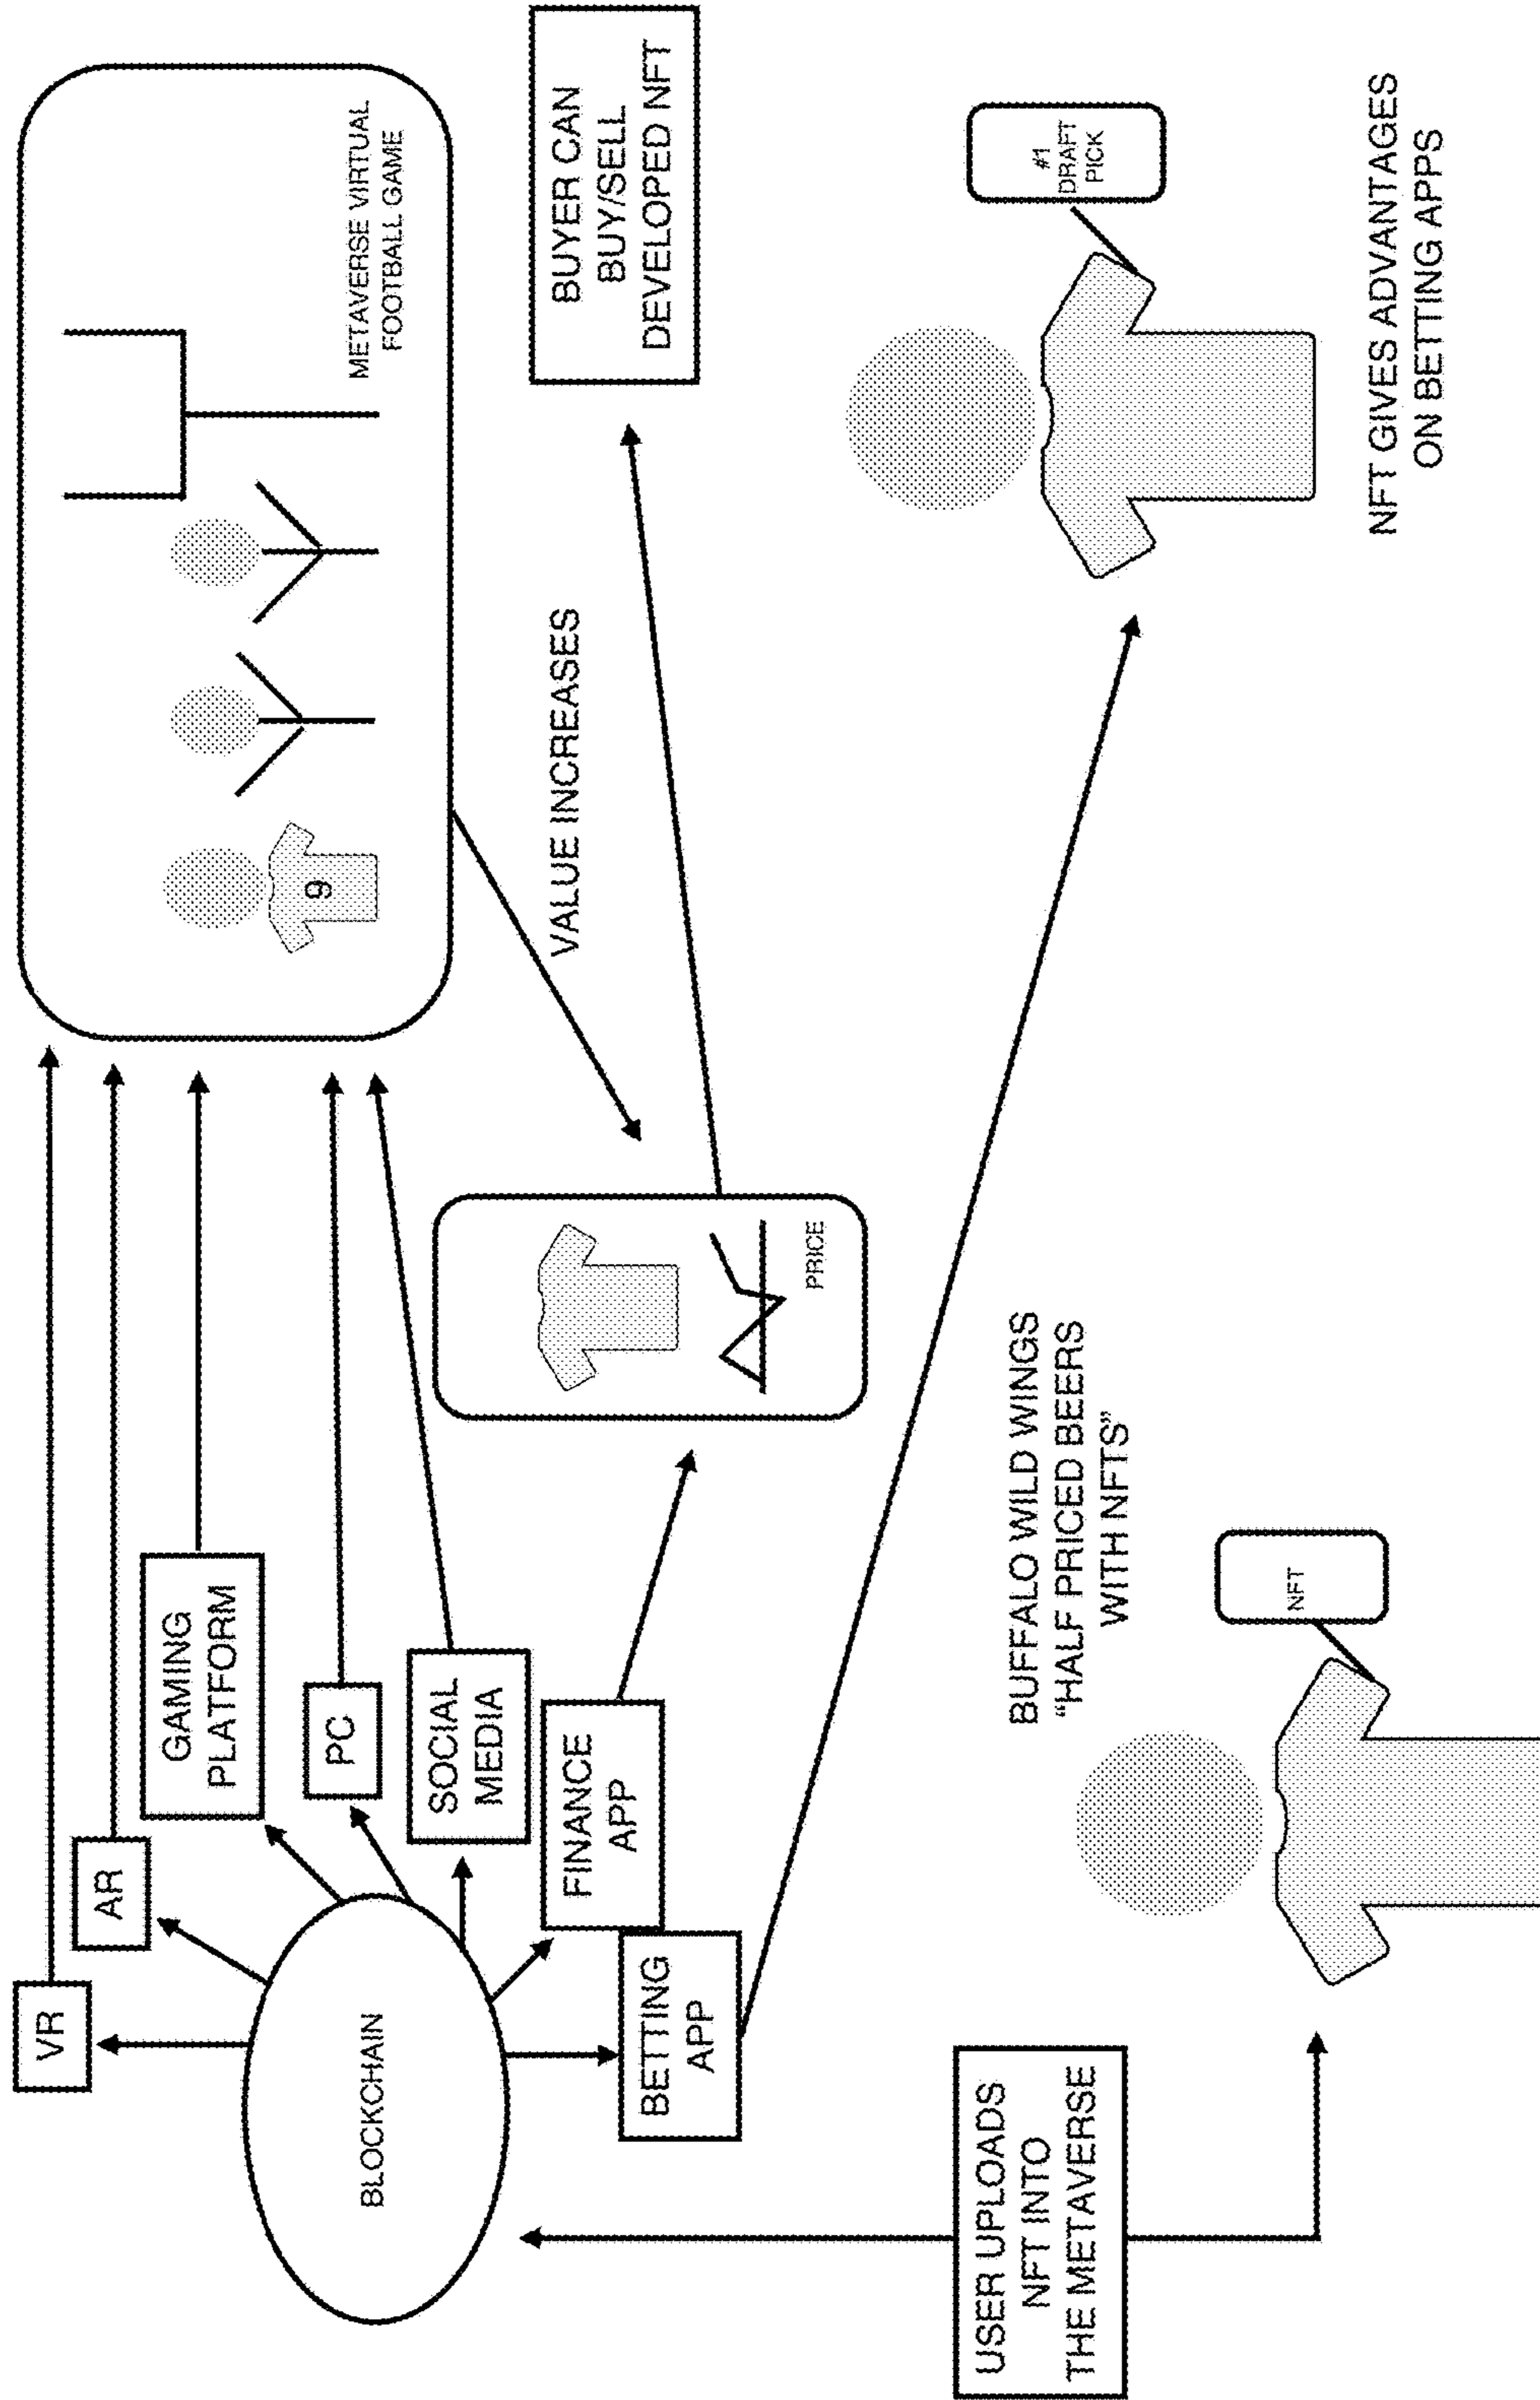 VR
AR
GAMING
PLATFORM
PC
SOCIAL
MEDIA
FINANCE
APP
BETTING
APP
BLOCKCHAIN
USER UPLOADS
NFT INTO
THE METAVERSE
9
METAVERSE VIRTUAL
FOOTBALL GAME
VALUE INCREASES
PRICE
BUYER CAN
BUY/SELL
DEVELOPED NFT
BUFFALO WILD WINGS
“HALF PRICED BEERS
WITH NFTS”
NFT
#1
DRAFT
PICK
NFT GIVES ADVANTAGES
ON BETTING APPS